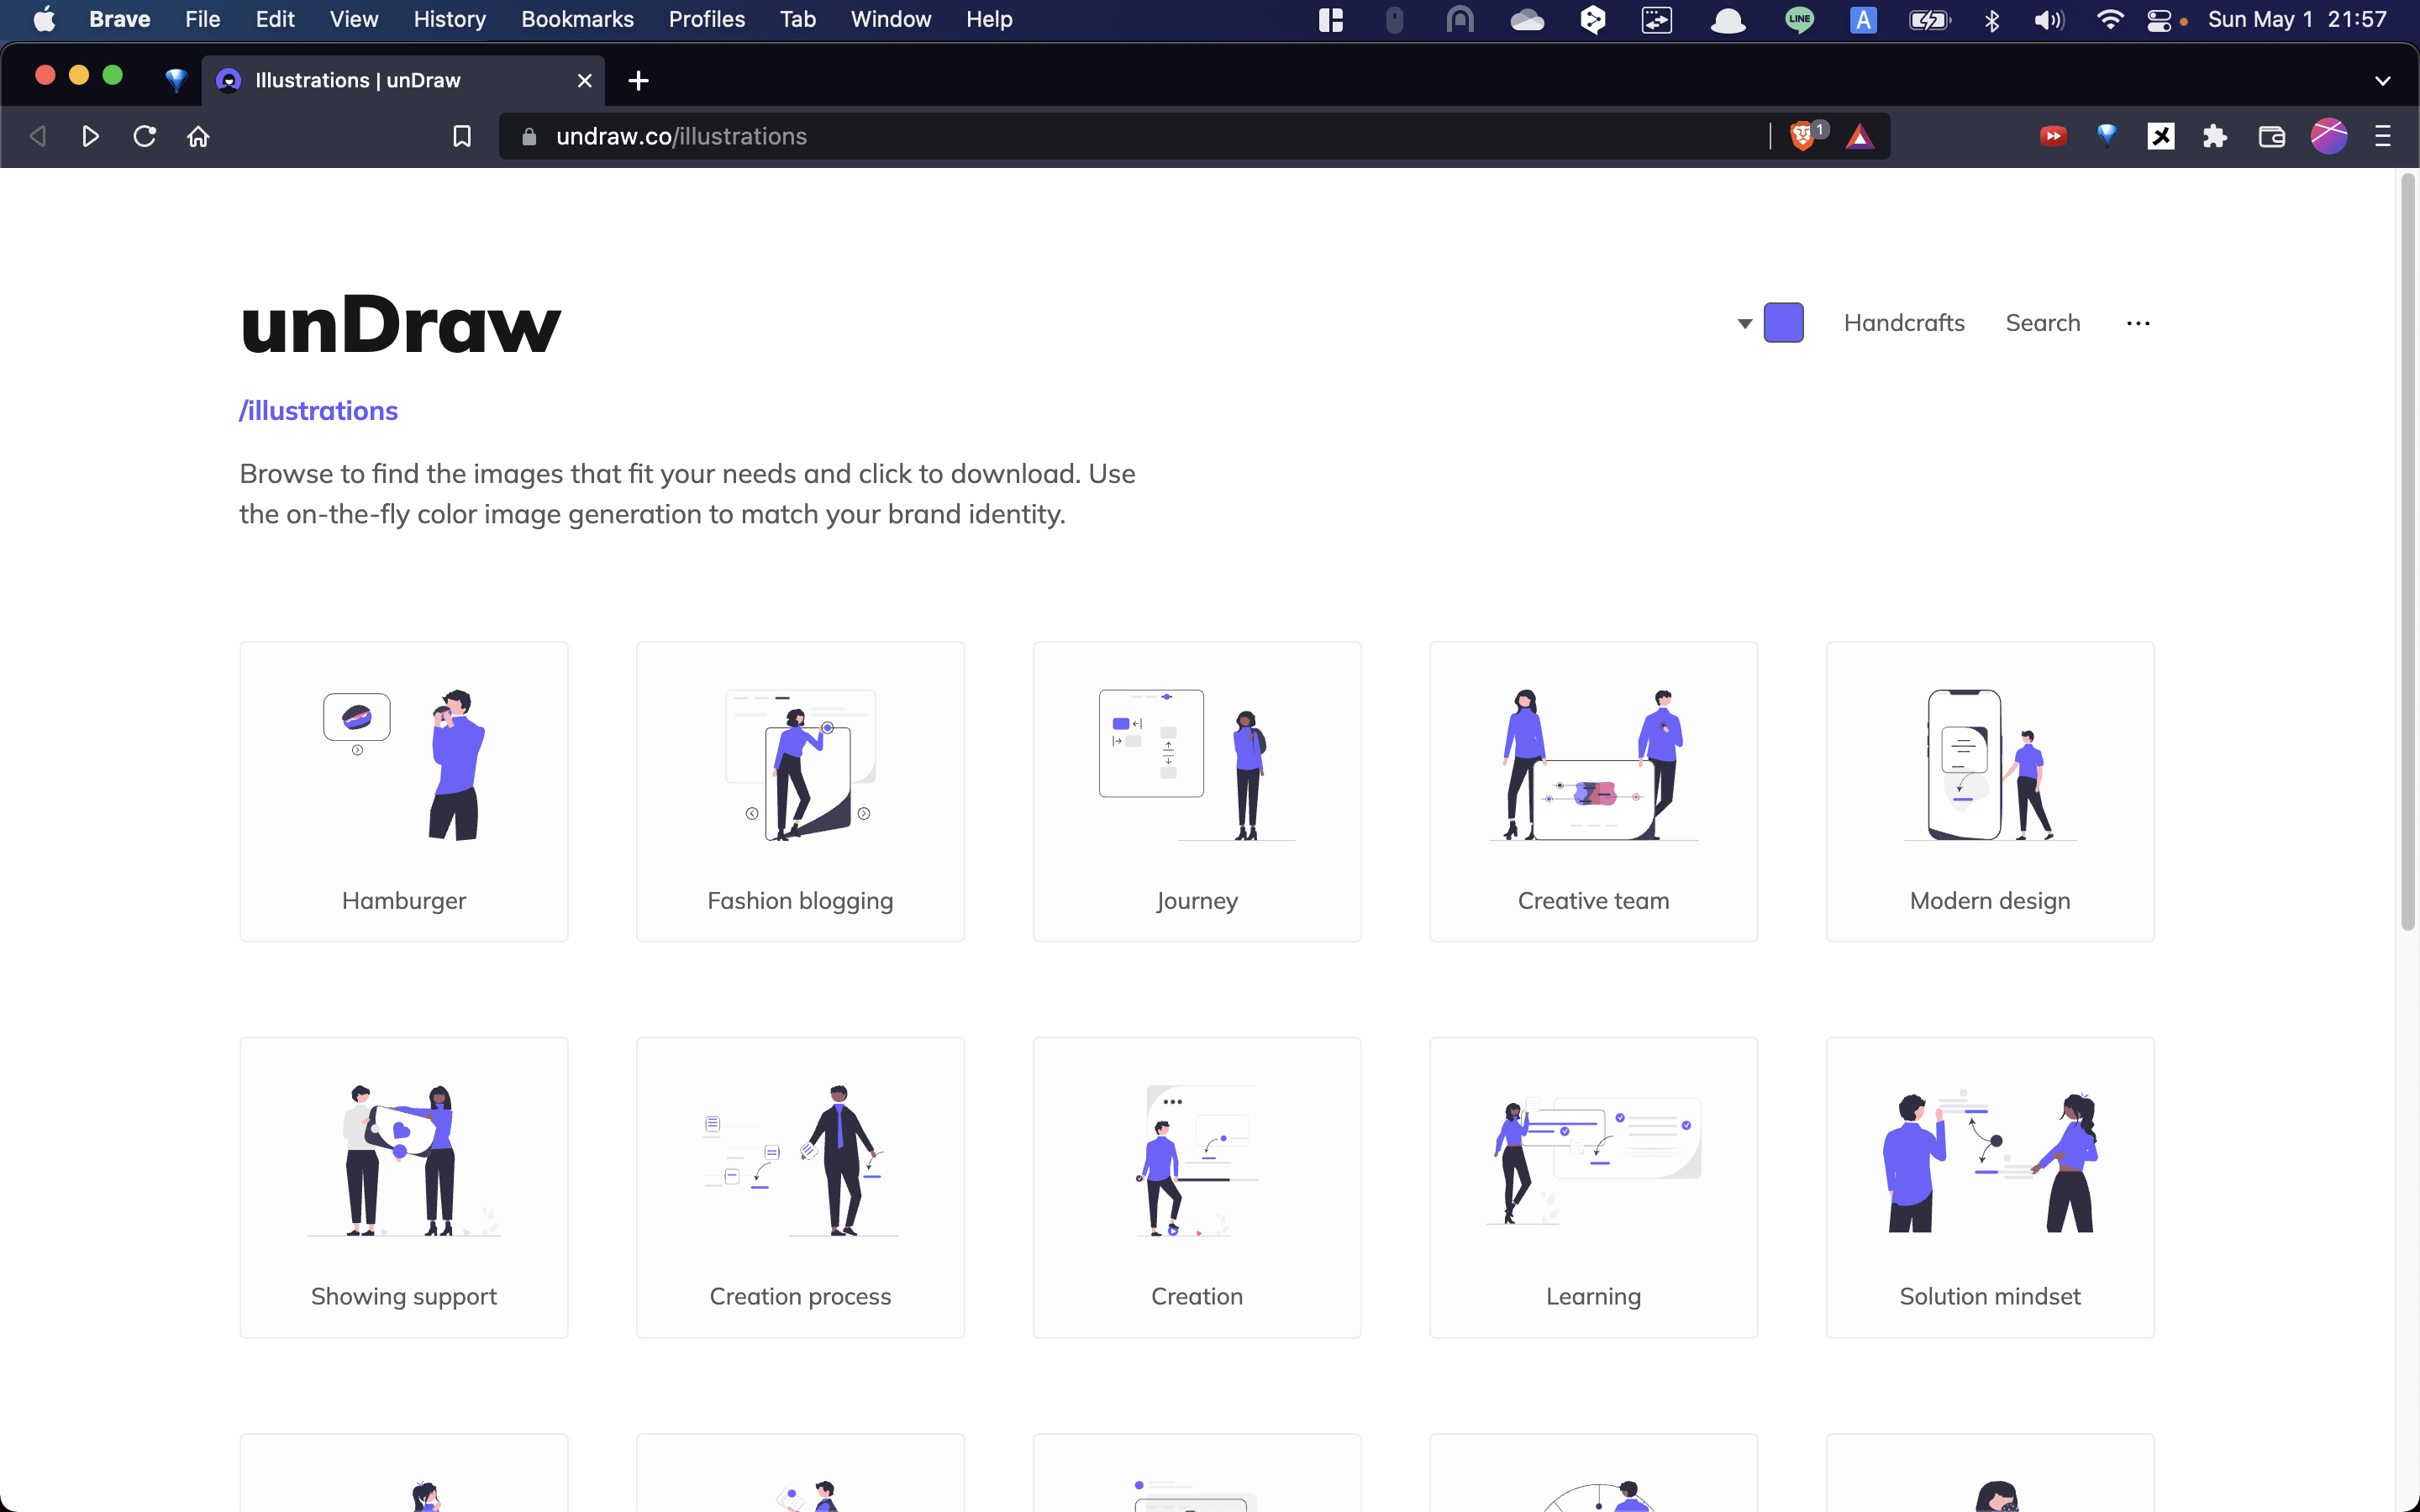 Brave File Edit View History Bookmarks Profiles Tab Window Help LINE A Sun May 1 21:57
Illustrations | unDraw
undraw.co/illustrations 1
unDraw
Handcrafts Search ...
/illustrations
Browse to find the images that fit your needs and click to download. Use
the on-the-fly color image generation to match your brand identity.
Hamburger Fashion blogging Journey Creative team Modern design
Showing support Creation process Creation Learning Solution mindset